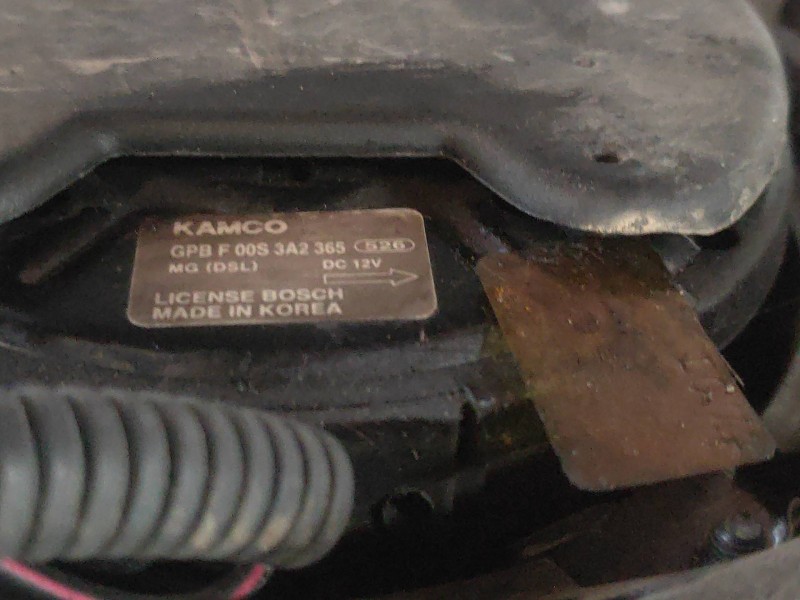 KAMCO
GPB F 00S 3A2 365 526
MG (DSL) DC 12V
LICENSE BOSCH
MADE IN KOREA